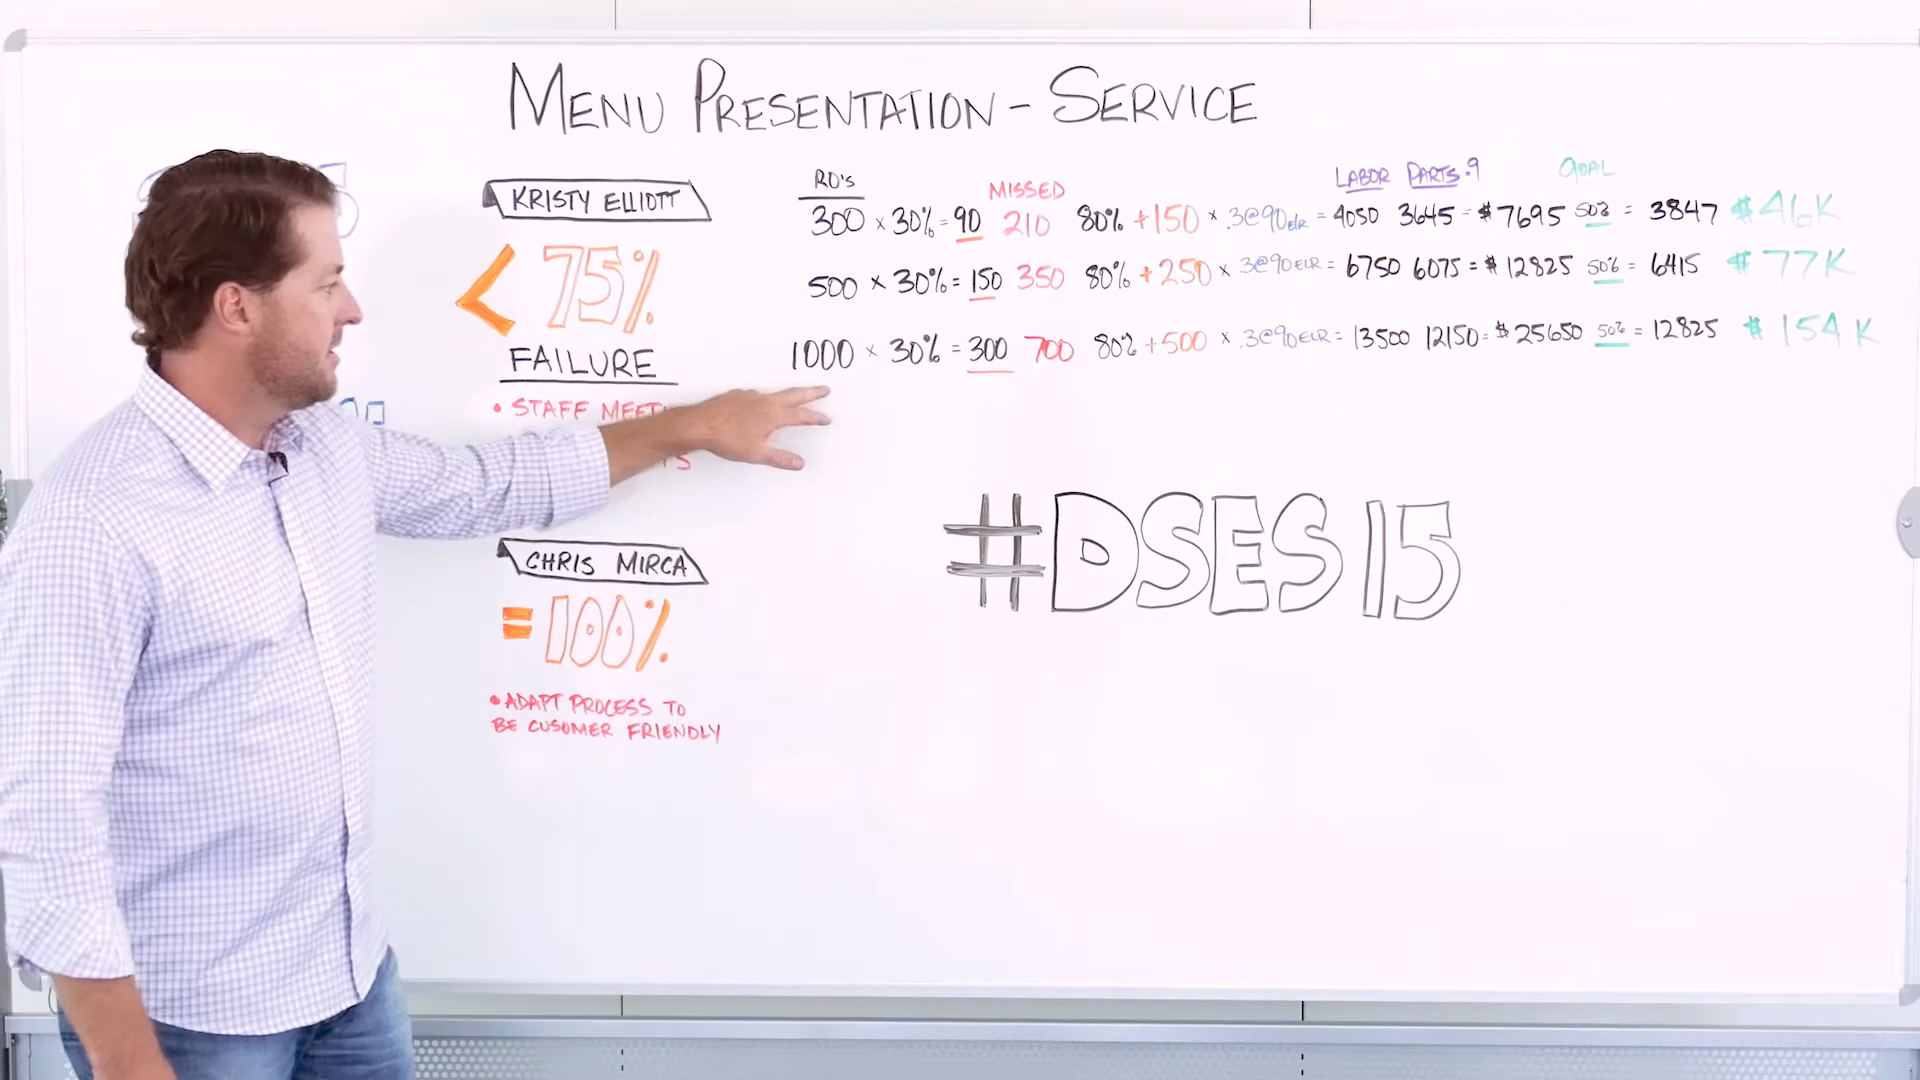 MENU PRESENTATION - SERVICE
KRISTY ELLIOTT
< 75%
FAILURE
• STAFF
RO'S
MISSED
LABOR PARTS .9
GOAL
300 × 30% = 90 210 80% +150 × .3@90ELR = 4050 3645 = $7695 50% = 3847 $46K
500 × 30% = 150 350 80% +250 × .3@90ELR = 6750 6075 = $12825 50% = 6415 $77K
1000 × 30% = 300 700 80% +500 × .3@90ELR = 13500 12150 = $25650 50% = 12825 $154K
#DSES15
CHRIS MIRCA
= 100%
• ADAPT PROCESS TO
BE CUSOMER FRIENDLY